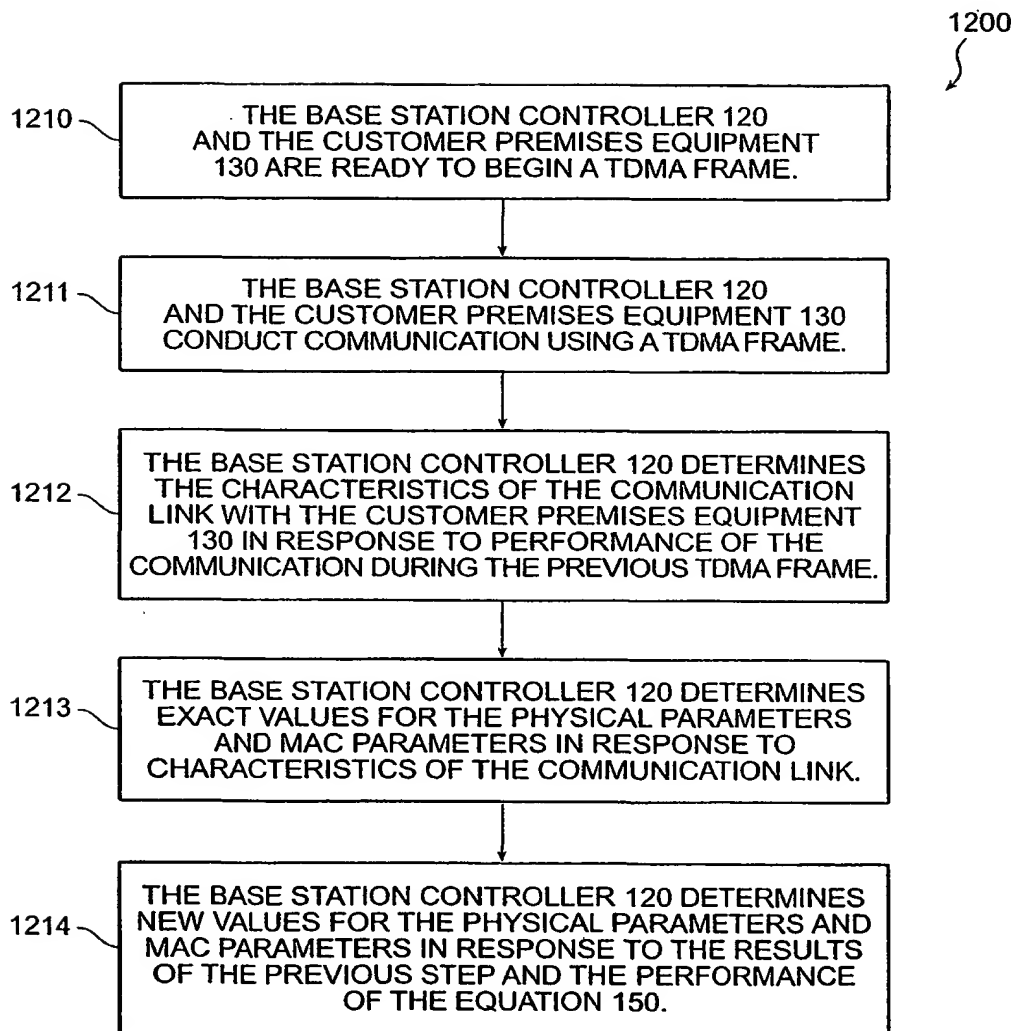 1200
1210
THE BASE STATION CONTROLLER 120
AND THE CUSTOMER PREMISES EQUIPMENT
130 ARE READY TO BEGIN A TDMA FRAME.
1211
THE BASE STATION CONTROLLER 120
AND THE CUSTOMER PREMISES EQUIPMENT 130
CONDUCT COMMUNICATION USING A TDMA FRAME.
1212
THE BASE STATION CONTROLLER 120 DETERMINES
THE CHARACTERISTICS OF THE COMMUNICATION
LINK WITH THE CUSTOMER PREMISES EQUIPMENT
130 IN RESPONSE TO PERFORMANCE OF THE
COMMUNICATION DURING THE PREVIOUS TDMA FRAME.
1213
THE BASE STATION CONTROLLER 120 DETERMINES
EXACT VALUES FOR THE PHYSICAL PARAMETERS
AND MAC PARAMETERS IN RESPONSE TO
CHARACTERISTICS OF THE COMMUNICATION LINK.
1214
THE BASE STATION CONTROLLER 120 DETERMINES
NEW VALUES FOR THE PHYSICAL PARAMETERS AND
MAC PARAMETERS IN RESPONSE TO THE RESULTS
OF THE PREVIOUS STEP AND THE PERFORMANCE
OF THE EQUATION 150.